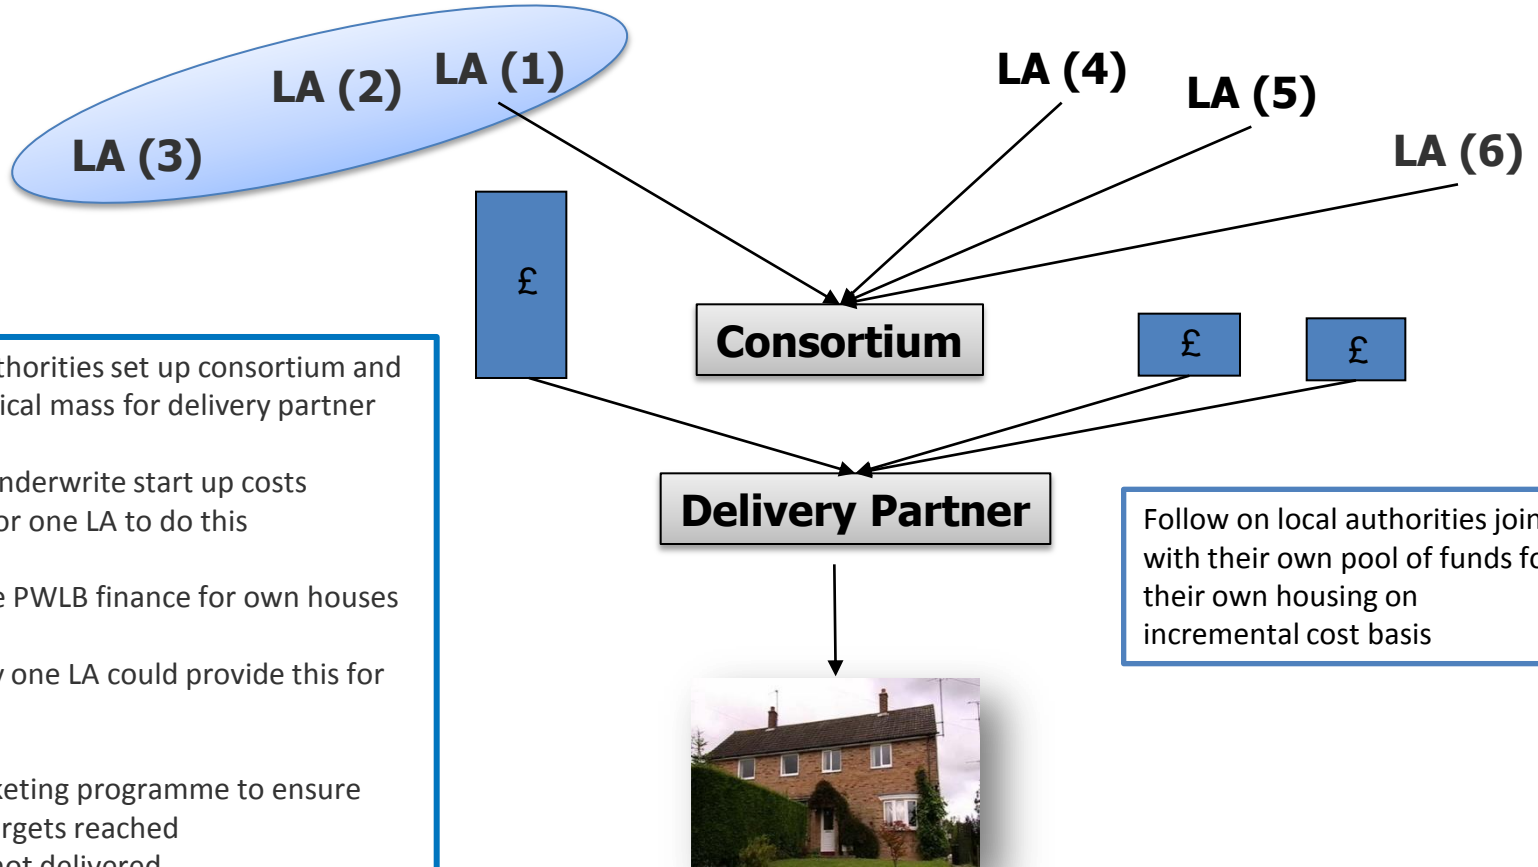 LA (1)
LA (2)
LA (3)
LA (4)
LA (5)
LA (6)
£
Consortium
£
£
thorities set up consortium and
ical mass for delivery partner
nderwrite start up costs
or one LA to do this
e PWLB finance for own houses
y one LA could provide this for
keting programme to ensure
argets reached
not delivered
Delivery Partner
Follow on local authorities join
with their own pool of funds fo
their own housing on
incremental cost basis